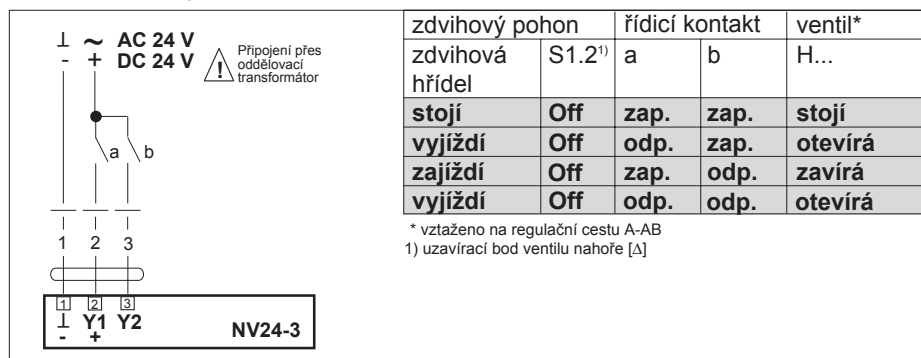 ⊥ ~ AC 24 V
- + DC 24 V
Připojení přes
oddělovací
transformátor
!
a b
1 2 3
1 2 3
⊥ Y1 Y2
- +
NV24-3
zdvihový pohon řídicí kontakt ventil*
zdvihová hřídel S1.2¹⁾ a b H...
stojí Off zap. zap. stojí
vyjíždí Off odp. zap. otevírá
zajíždí Off zap. odp. zavírá
vyjíždí Off odp. odp. otevírá
* vztaženo na regulační cestu A-AB
1) uzavírací bod ventilu nahoře [Δ]